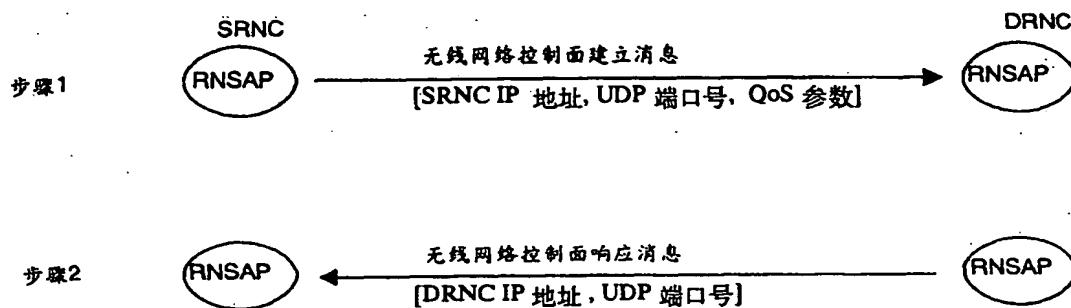 SRNC
DRNC
步骤1
RNSAP
无线网络控制面建立消息
RNSAP
[SRNC IP 地址, UDP 端口号, QoS 参数]
步骤2
RNSAP
无线网络控制面响应消息
RNSAP
[DRNC IP 地址, UDP 端口号]